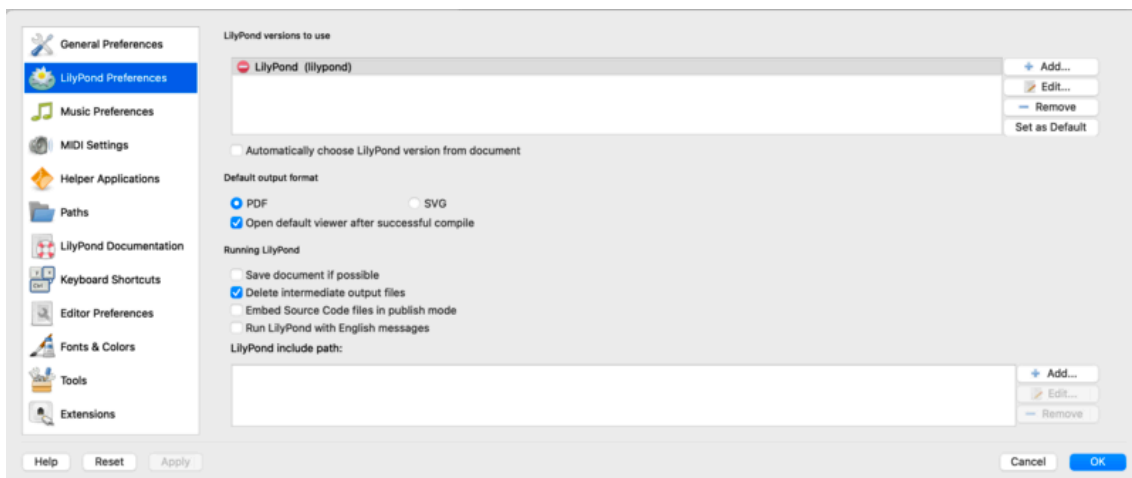 General Preferences
LilyPond Preferences
Music Preferences
MIDI Settings
Helper Applications
Paths
LilyPond Documentation
Keyboard Shortcuts
Editor Preferences
Fonts & Colors
Tools
Extensions
LilyPond versions to use
LilyPond (lilypond)
Add...
Edit...
Remove
Set as Default
Automatically choose LilyPond version from document
Default output format
PDF SVG
Open default viewer after successful compile
Running LilyPond
Save document if possible
Delete intermediate output files
Embed Source Code files in publish mode
Run LilyPond with English messages
LilyPond include path:
Add...
Edit...
Remove
Help Reset Apply Cancel OK